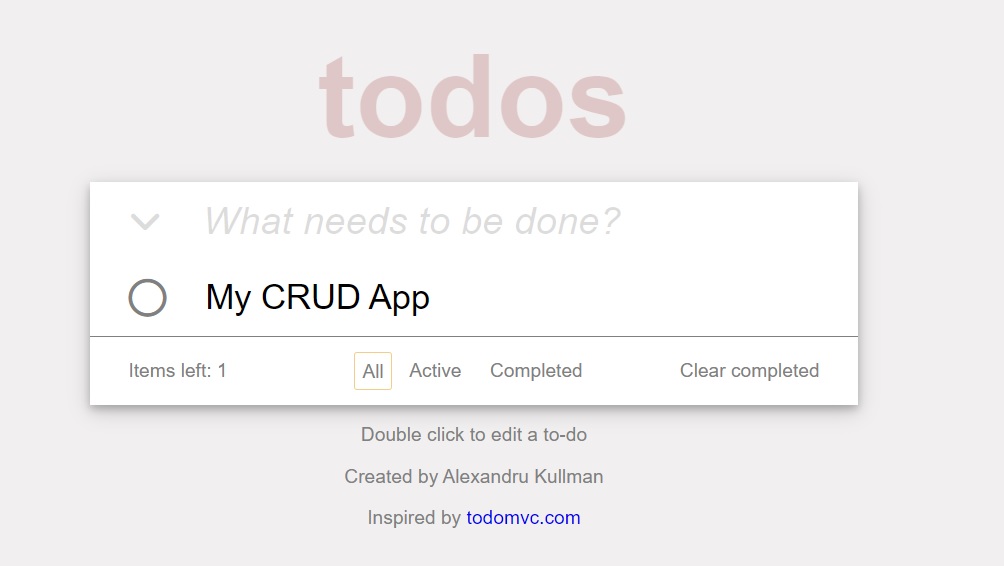 todos
What needs to be done?
My CRUD App
Items left: 1 All Active Completed Clear completed
Double click to edit a to-do
Created by Alexandru Kullman
Inspired by todomvc.com